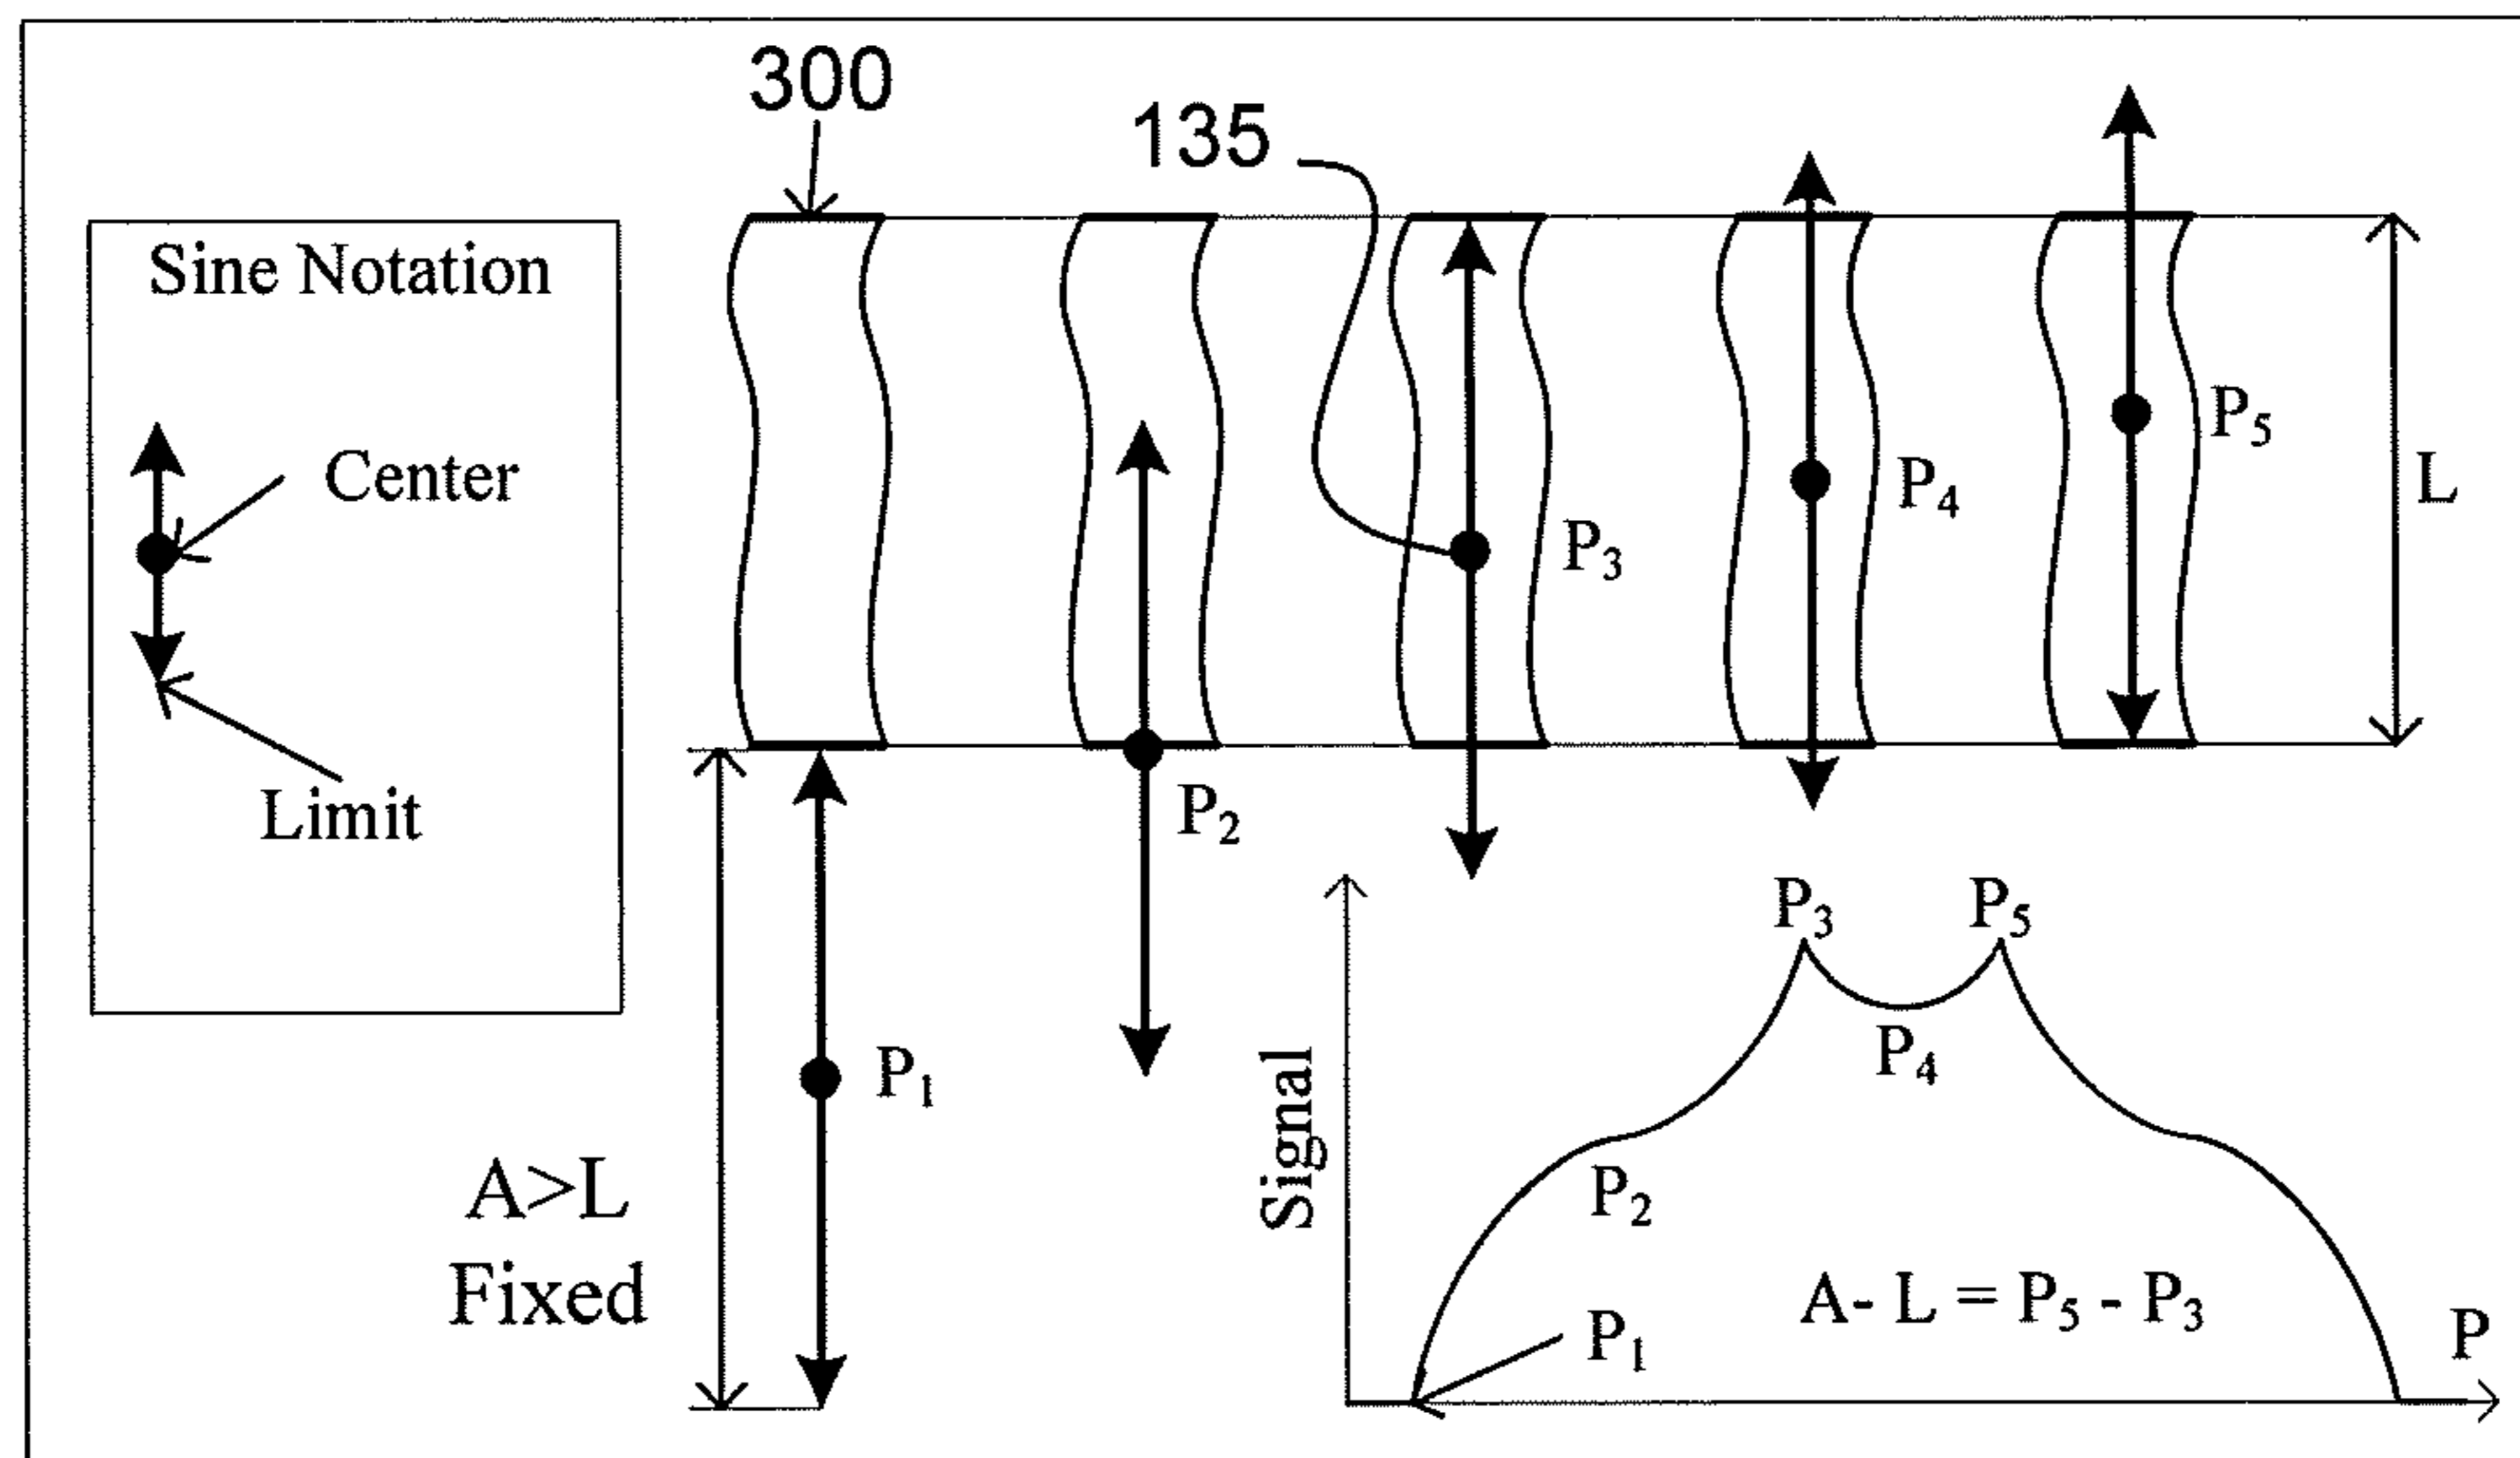 300
135
Sine Notation
Center
Limit
P₁
P₂
P₃
P₄
P₅
L
A>L
Fixed
Signal
P₃
P₅
P₄
P₂
P₁
A- L = P₅ - P₃
P